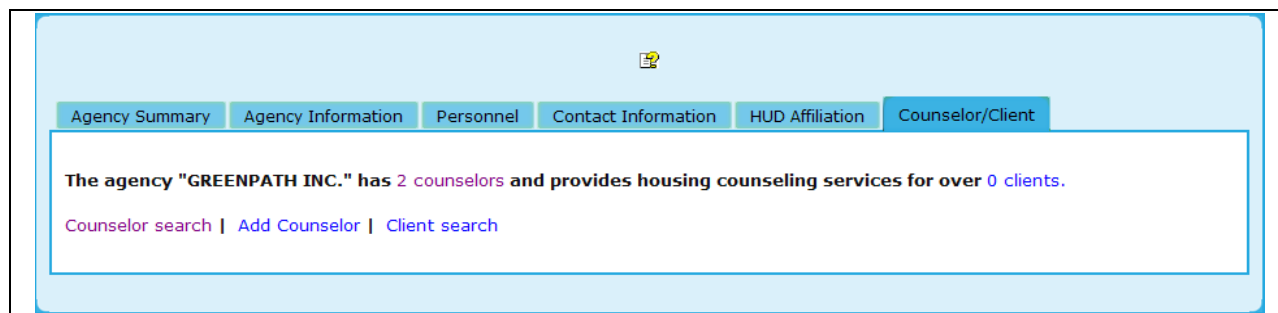 Agency Summary Agency Information Personnel Contact Information HUD Affiliation Counselor/Client
The agency "GREENPATH INC." has 2 counselors and provides housing counseling services for over 0 clients.
Counselor search | Add Counselor | Client search